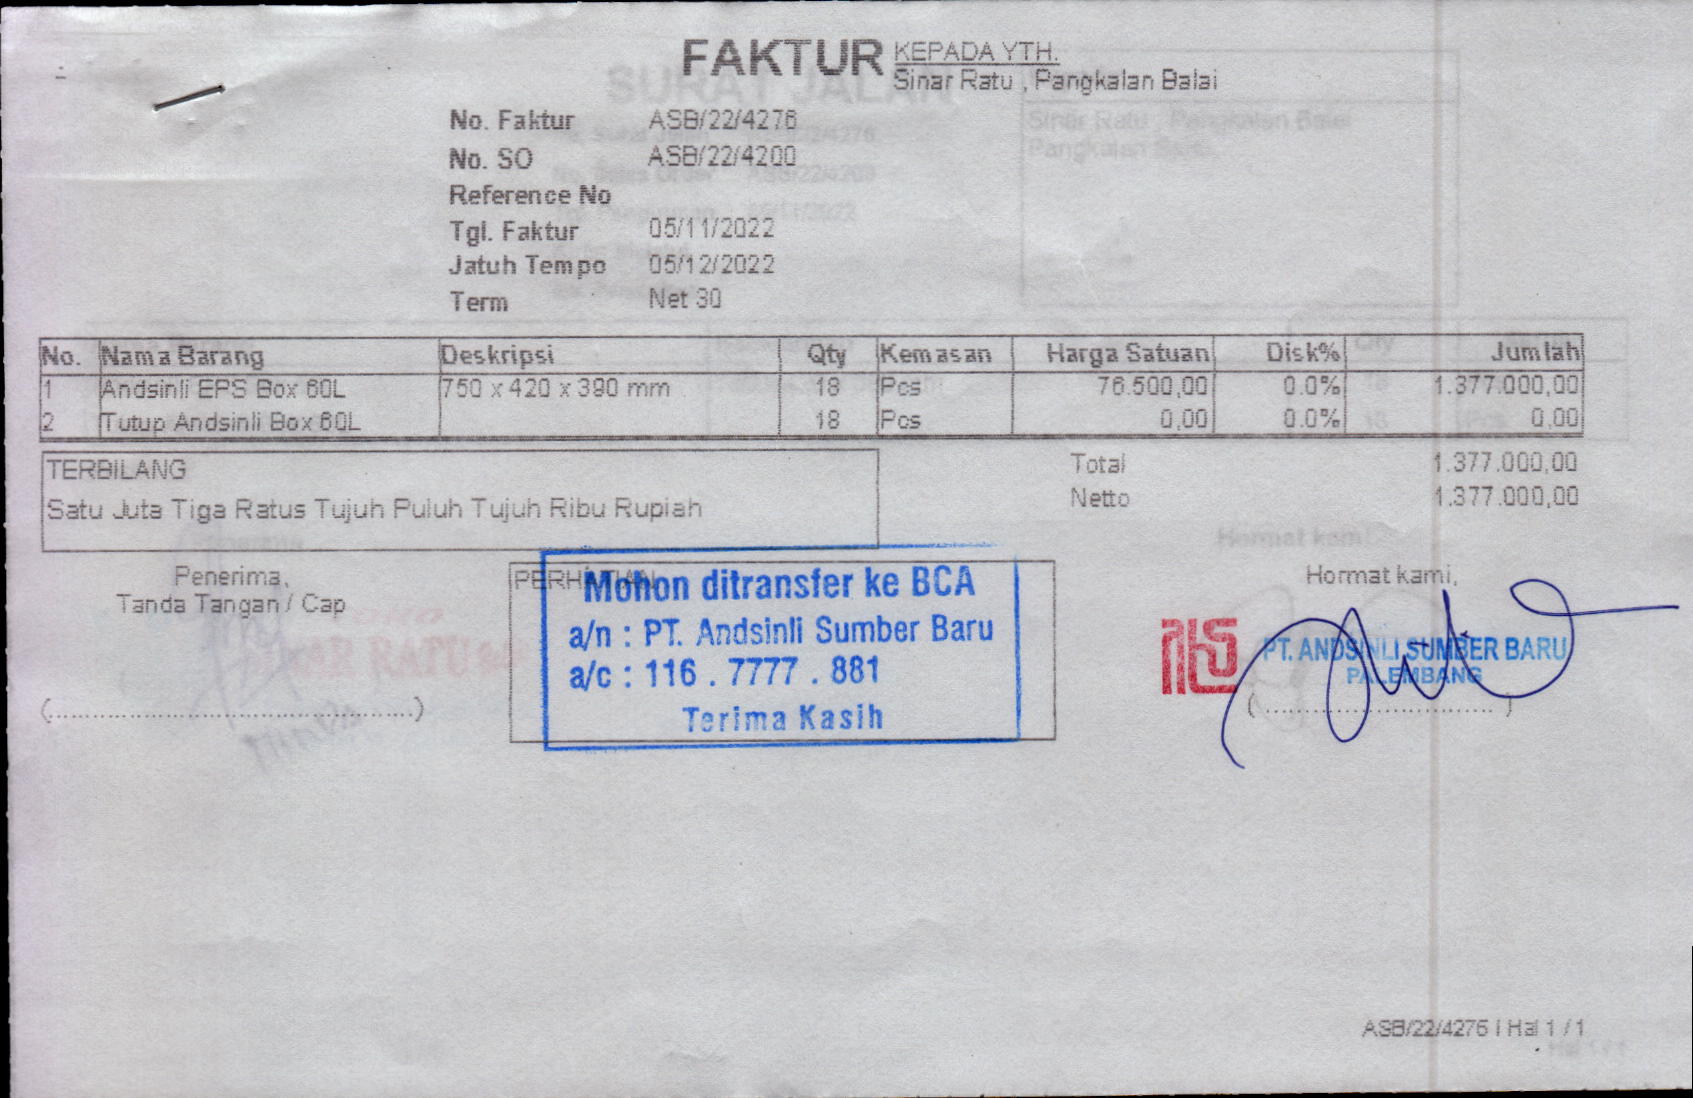 FAKTUR
KEPADA YTH.
Sinar Ratu , Pangkalan Balai
No. Faktur ASB/22/4276
No. SO ASB/22/4200
Reference No
Tgl. Faktur 05/11/2022
Jatuh Tempo 05/12/2022
Term Net 30
No. Nama Barang Deskripsi Qty Kemasan Harga Satuan Disk% Jumlah
1 Andsinli EPS Box 60L 750 x 420 x 390 mm 18 Pcs 76.500,00 0.0% 1.377.000,00
2 Tutup Andsinli Box 60L 18 Pcs 0,00 0.0% 0,00
TERBILANG
Satu Juta Tiga Ratus Tujuh Puluh Tujuh Ribu Rupiah
Total 1.377.000,00
Netto 1.377.000,00
Penerima,
Tanda Tangan / Cap
(........................................)
PERHATIAN
Mohon ditransfer ke BCA
a/n : PT. Andsinli Sumber Baru
a/c : 116 . 7777 . 881
Terima Kasih
Hormat kami,
PT. ANDSINLI SUMBER BARU
PALEMBANG
(................................)
ASB/22/4276 | Hal 1 / 1